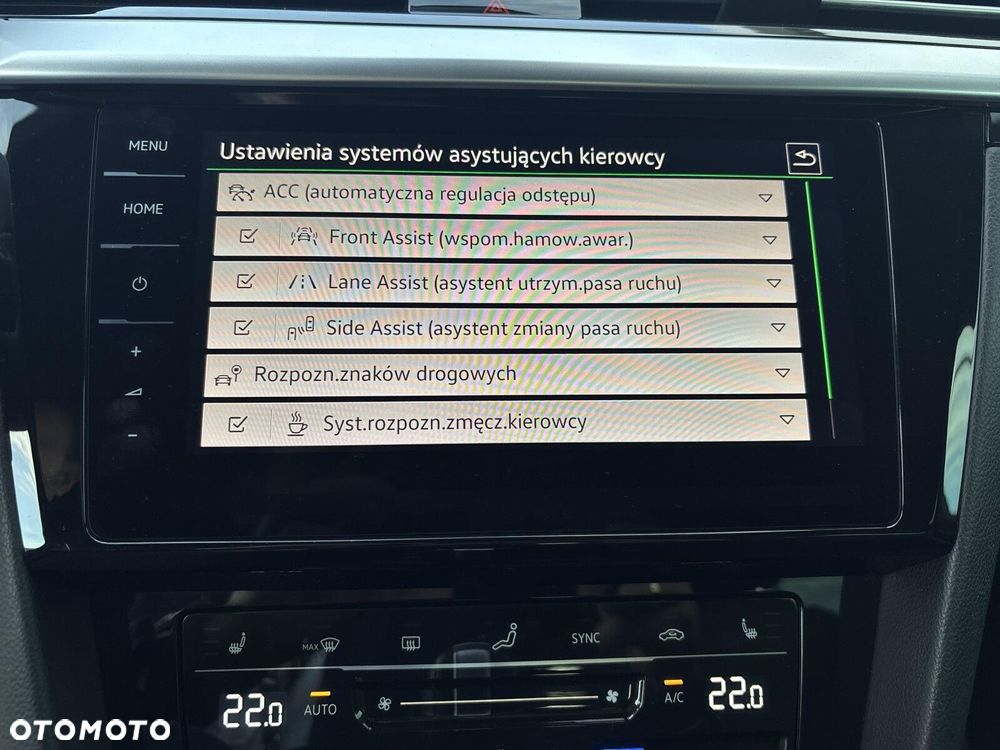 MENU
Ustawienia systemów asystujących kierowcy
ACC (automatyczna regulacja odstępu)
HOME
Front Assist (wspom.hamow.awar.)
Lane Assist (asystent utrzym.pasa ruchu)
Side Assist (asystent zmiany pasa ruchu)
+
Rozpozn.znaków drogowych
-
Syst.rozpozn.zmęcz.kierowcy
MAX
SYNC
22.0
AUTO
A/C
22.0
OTOMOTO